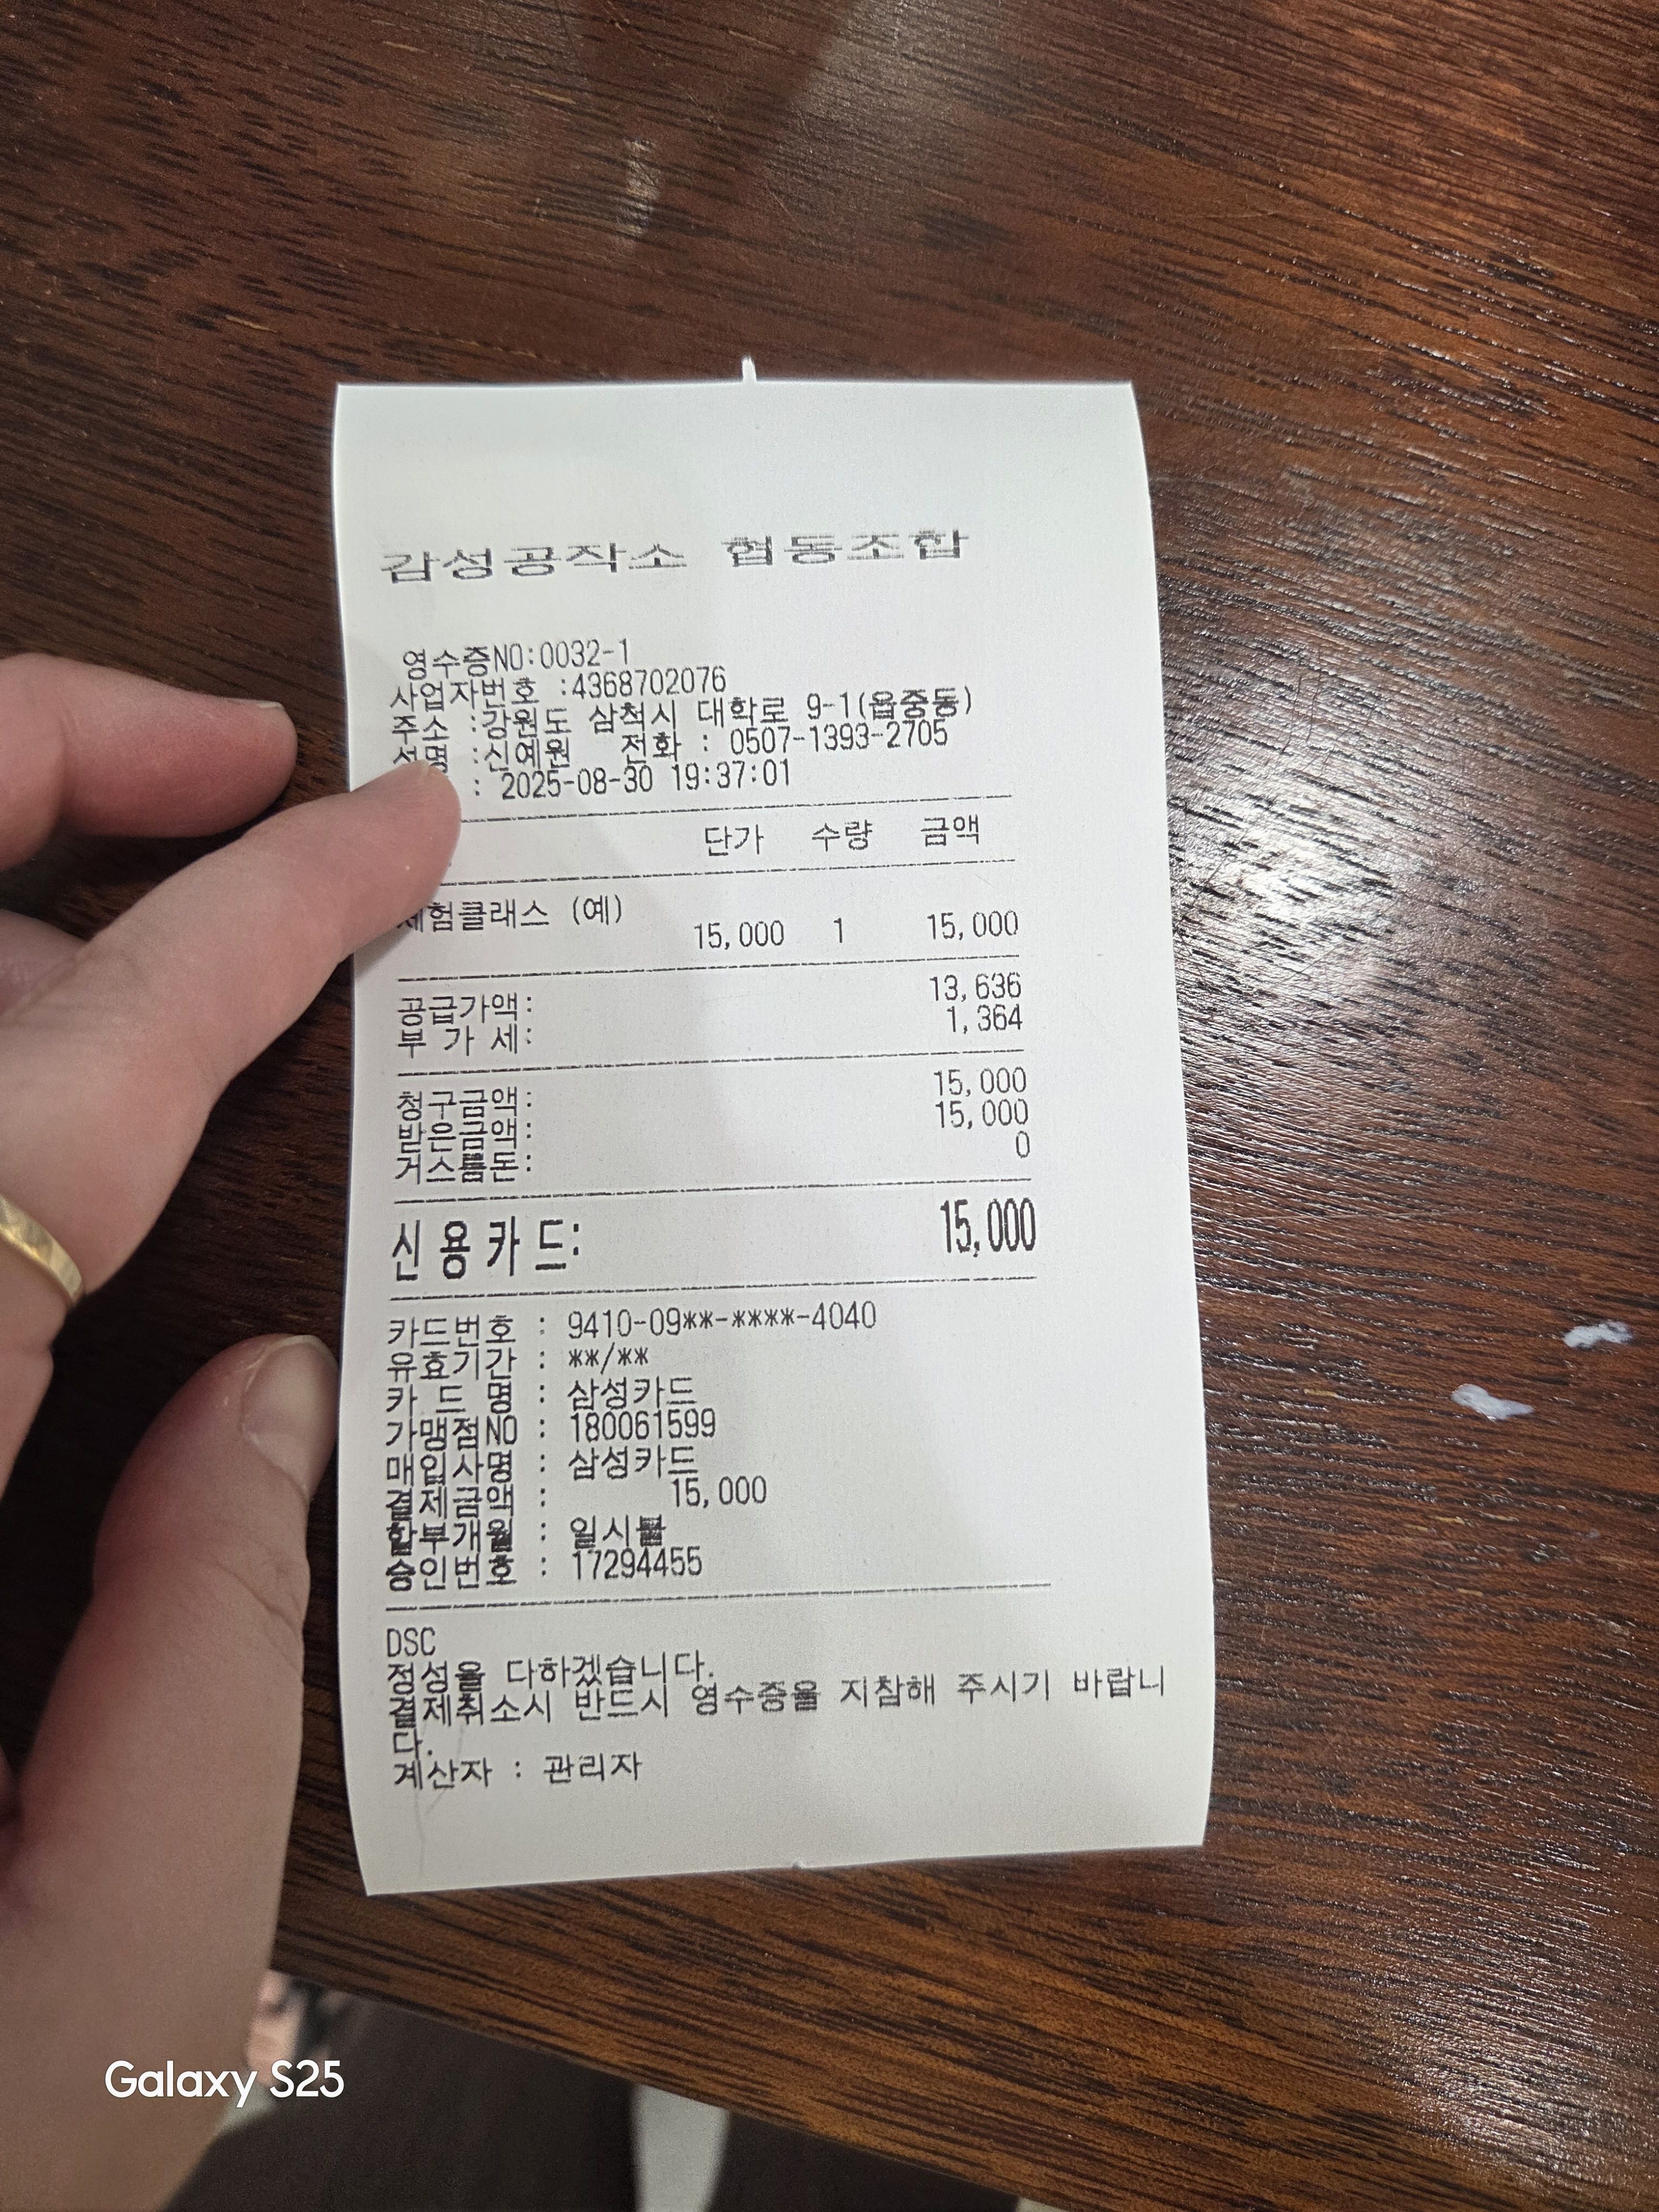 감성공작소 협동조합
영수증NO:0032-1
사업자번호 :4368702076
주소 :강원도 삼척시 대학로 9-1(읍중동)
성명 :신예원 전화 : 0507-1393-2705
: 2025-08-30 19:37:01
단가 수량 금액
체험클래스 (예)
15,000 1 15,000
공급가액: 13,636
부 가 세: 1,364
청구금액: 15,000
받은금액: 15,000
거스름돈: 0
신용카드: 15,000
카드번호 : 9410-09**-****-4040
유효기간 : **/**
카 드 명 : 삼성카드
가맹점NO : 180061599
매입사명 : 삼성카드
결제금액 : 15,000
할부개월 : 일시불
승인번호 : 17294455
DSC
정성을 다하겠습니다.
결제취소시 반드시 영수증을 지참해 주시기 바랍니
다.
계산자 : 관리자
Galaxy S25